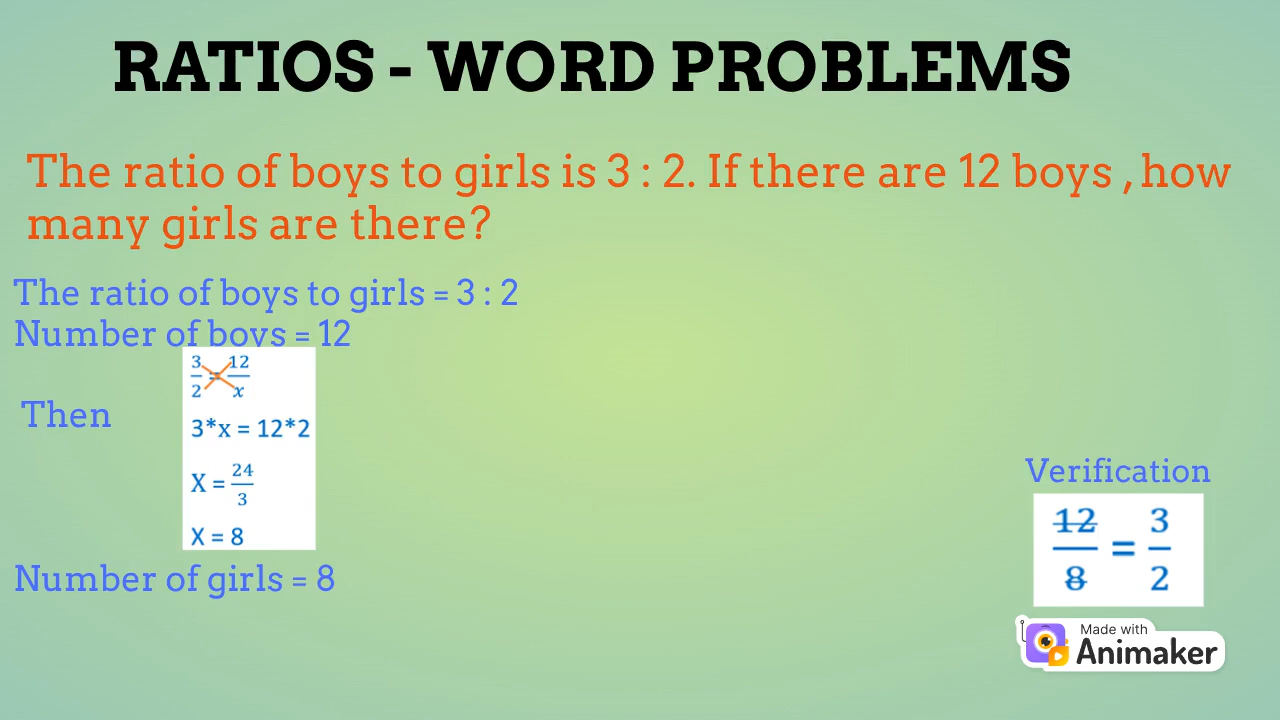 RATIOS - WORD PROBLEMS
The ratio of boys to girls is 3 : 2. If there are 12 boys , how
many girls are there?
The ratio of boys to girls = 3 : 2
Number of boys = 12
3/2 = 12/x
Then
3*x = 12*2
X = 24/3
X = 8
Number of girls = 8
Verification
12/8 = 3/2
Made with
Animaker